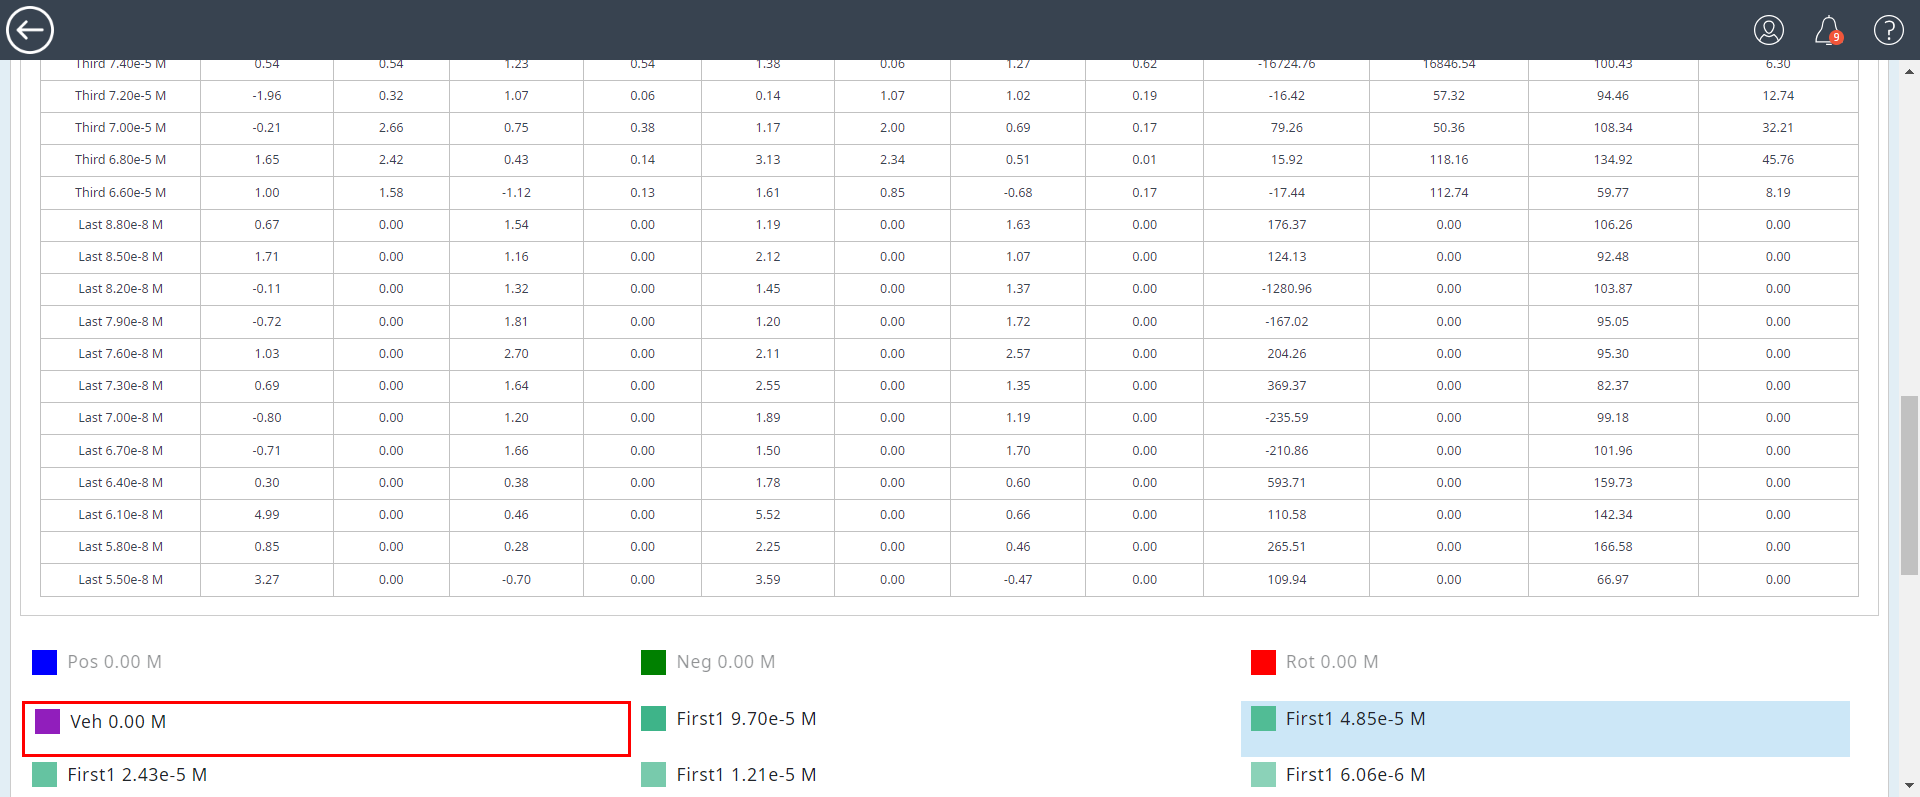 9
Third 7.40e-5 M 0.54 0.54 1.23 0.54 1.38 0.06 1.27 0.62 -16724.76 16846.54 100.43 6.30
Third 7.20e-5 M -1.96 0.32 1.07 0.06 0.14 1.07 1.02 0.19 -16.42 57.32 94.46 12.74
Third 7.00e-5 M -0.21 2.66 0.75 0.38 1.17 2.00 0.69 0.17 79.26 50.36 108.34 32.21
Third 6.80e-5 M 1.65 2.42 0.43 0.14 3.13 2.34 0.51 0.01 15.92 118.16 134.92 45.76
Third 6.60e-5 M 1.00 1.58 -1.12 0.13 1.61 0.85 -0.68 0.17 -17.44 112.74 59.77 8.19
Last 8.80e-8 M 0.67 0.00 1.54 0.00 1.19 0.00 1.63 0.00 176.37 0.00 106.26 0.00
Last 8.50e-8 M 1.71 0.00 1.16 0.00 2.12 0.00 1.07 0.00 124.13 0.00 92.48 0.00
Last 8.20e-8 M -0.11 0.00 1.32 0.00 1.45 0.00 1.37 0.00 -1280.96 0.00 103.87 0.00
Last 7.90e-8 M -0.72 0.00 1.81 0.00 1.20 0.00 1.72 0.00 -167.02 0.00 95.05 0.00
Last 7.60e-8 M 1.03 0.00 2.70 0.00 2.11 0.00 2.57 0.00 204.26 0.00 95.30 0.00
Last 7.30e-8 M 0.69 0.00 1.64 0.00 2.55 0.00 1.35 0.00 369.37 0.00 82.37 0.00
Last 7.00e-8 M -0.80 0.00 1.20 0.00 1.89 0.00 1.19 0.00 -235.59 0.00 99.18 0.00
Last 6.70e-8 M -0.71 0.00 1.66 0.00 1.50 0.00 1.70 0.00 -210.86 0.00 101.96 0.00
Last 6.40e-8 M 0.30 0.00 0.38 0.00 1.78 0.00 0.60 0.00 593.71 0.00 159.73 0.00
Last 6.10e-8 M 4.99 0.00 0.46 0.00 5.52 0.00 0.66 0.00 110.58 0.00 142.34 0.00
Last 5.80e-8 M 0.85 0.00 0.28 0.00 2.25 0.00 0.46 0.00 265.51 0.00 166.58 0.00
Last 5.50e-8 M 3.27 0.00 -0.70 0.00 3.59 0.00 -0.47 0.00 109.94 0.00 66.97 0.00
Pos 0.00 M Neg 0.00 M Rot 0.00 M
Veh 0.00 M First1 9.70e-5 M First1 4.85e-5 M
First1 2.43e-5 M First1 1.21e-5 M First1 6.06e-6 M